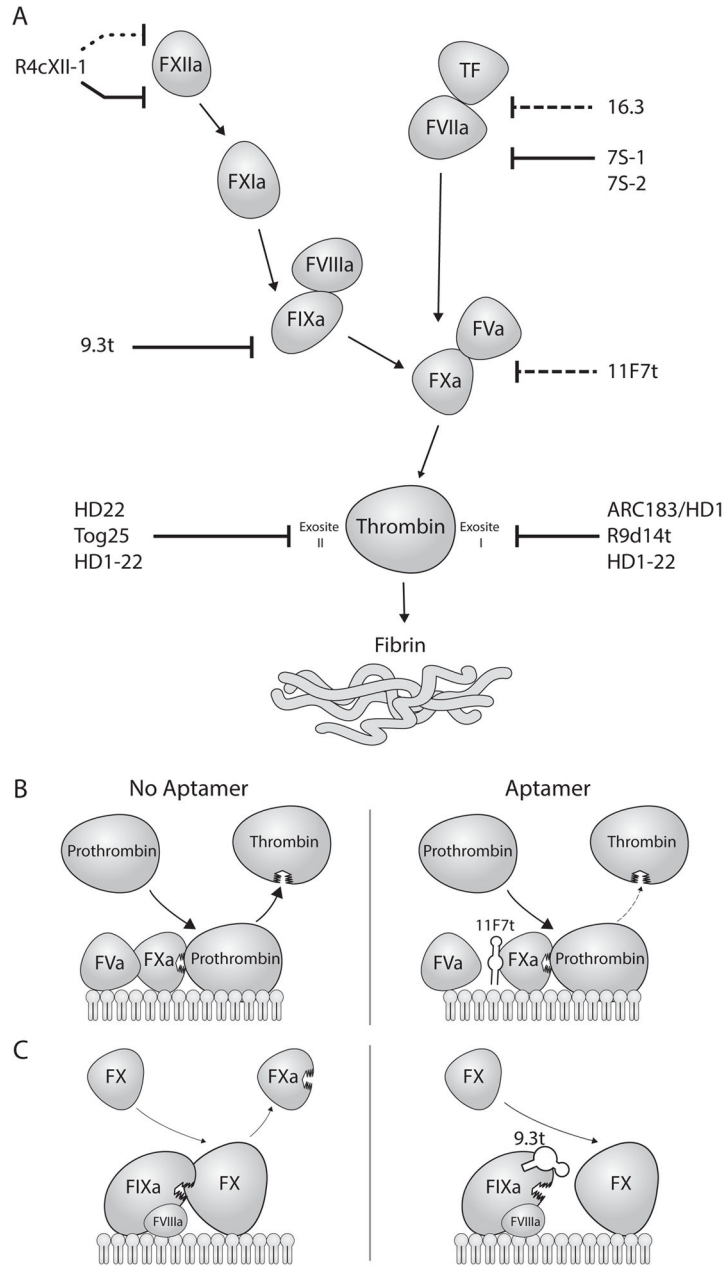 A
R4cXII-1
FXIIa
TF
FVIIa
16.3
7S-1
7S-2
FXIa
FVIIIa
FIXa
9.3t
FVa
FXa
11F7t
HD22
Tog25
HD1-22
Exosite
II
Thrombin
Exosite
I
ARC183/HD1
R9d14t
HD1-22
Fibrin
B
No Aptamer
Aptamer
Prothrombin
Thrombin
FVa
FXa
Prothrombin
Prothrombin
Thrombin
11F7t
FVa
FXa
Prothrombin
C
FX
FXa
FIXa
FX
FVIIIa
FX
9.3t
FIXa
FX
FVIIIa